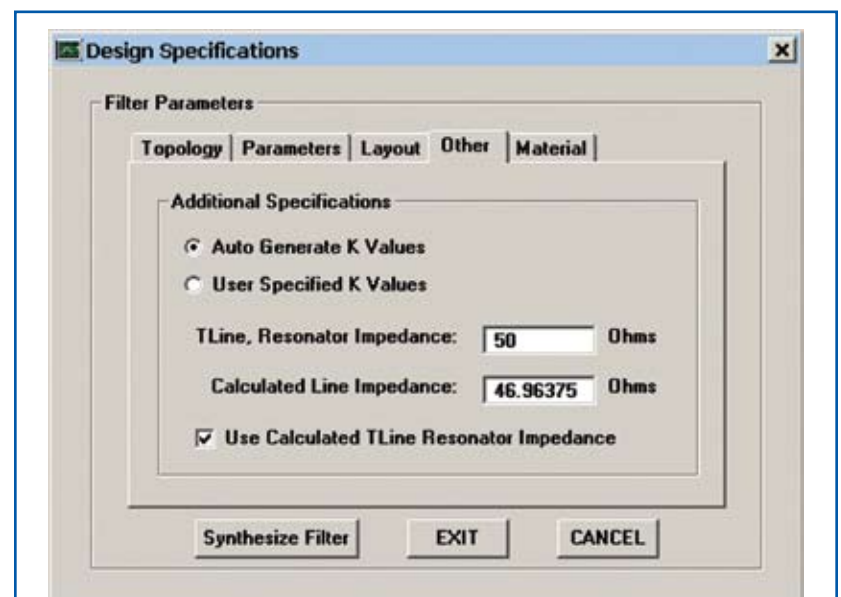 Design Specifications
Filter Parameters
Topology Parameters Layout Other Material
Additional Specifications
Auto Generate K Values
User Specified K Values
TLine, Resonator Impedance: 50 Ohms
Calculated Line Impedance: 46.96375 Ohms
Use Calculated TLine Resonator Impedance
Synthesize Filter EXIT CANCEL